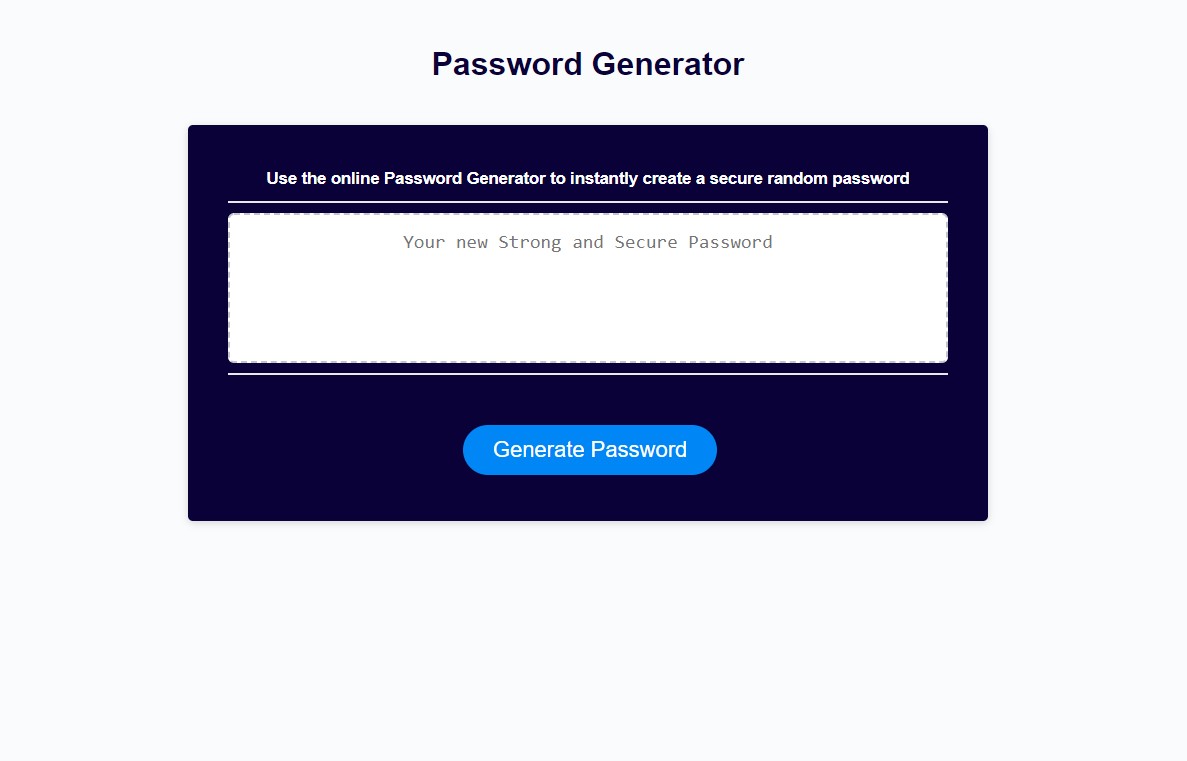 Password Generator
Use the online Password Generator to instantly create a secure random password
Your new Strong and Secure Password
Generate Password